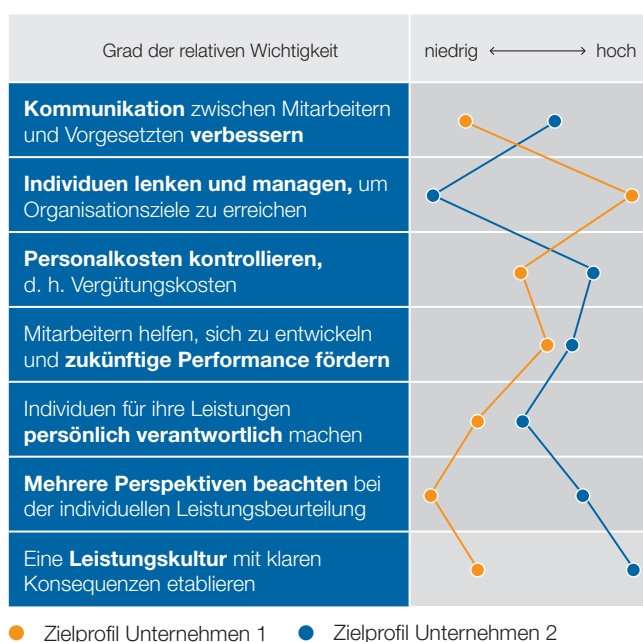 Grad der relativen Wichtigkeit niedrig ⟷ hoch
Kommunikation zwischen Mitarbeitern
und Vorgesetzten verbessern
Individuen lenken und managen, um
Organisationsziele zu erreichen
Personalkosten kontrollieren,
d. h. Vergütungskosten
Mitarbeitern helfen, sich zu entwickeln
und zukünftige Performance fördern
Individuen für ihre Leistungen
persönlich verantwortlich machen
Mehrere Perspektiven beachten bei
der individuellen Leistungsbeurteilung
Eine Leistungskultur mit klaren
Konsequenzen etablieren
Zielprofil Unternehmen 1 Zielprofil Unternehmen 2